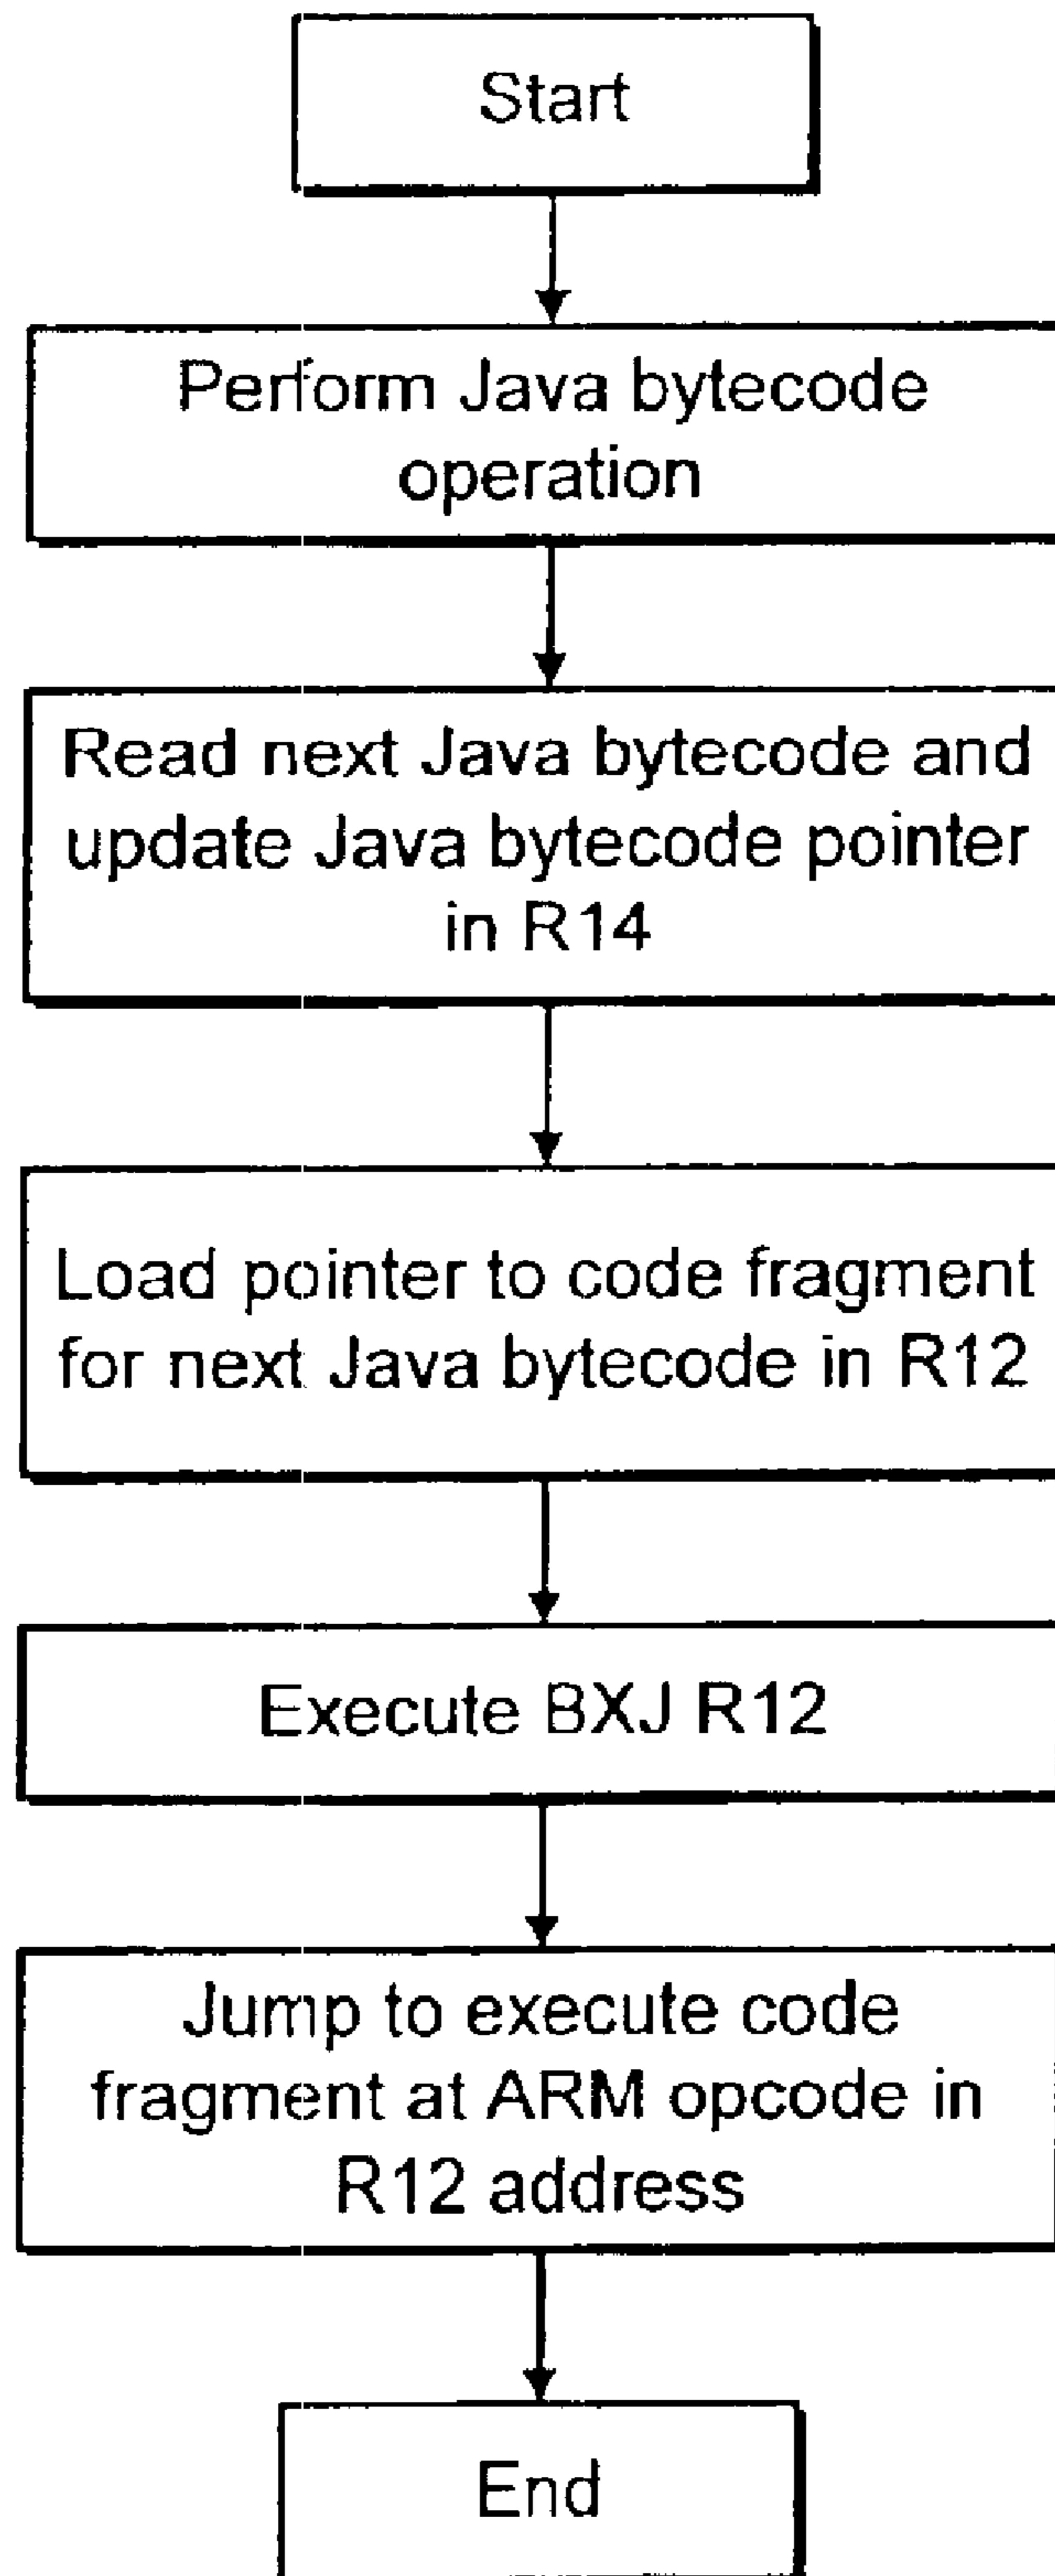 Start
Perform Java bytecode
operation
Read next Java bytecode and
update Java bytecode pointer
in R14
Load pointer to code fragment
for next Java bytecode in R12
Execute BXJ R12
Jump to execute code
fragment at ARM opcode in
R12 address
End